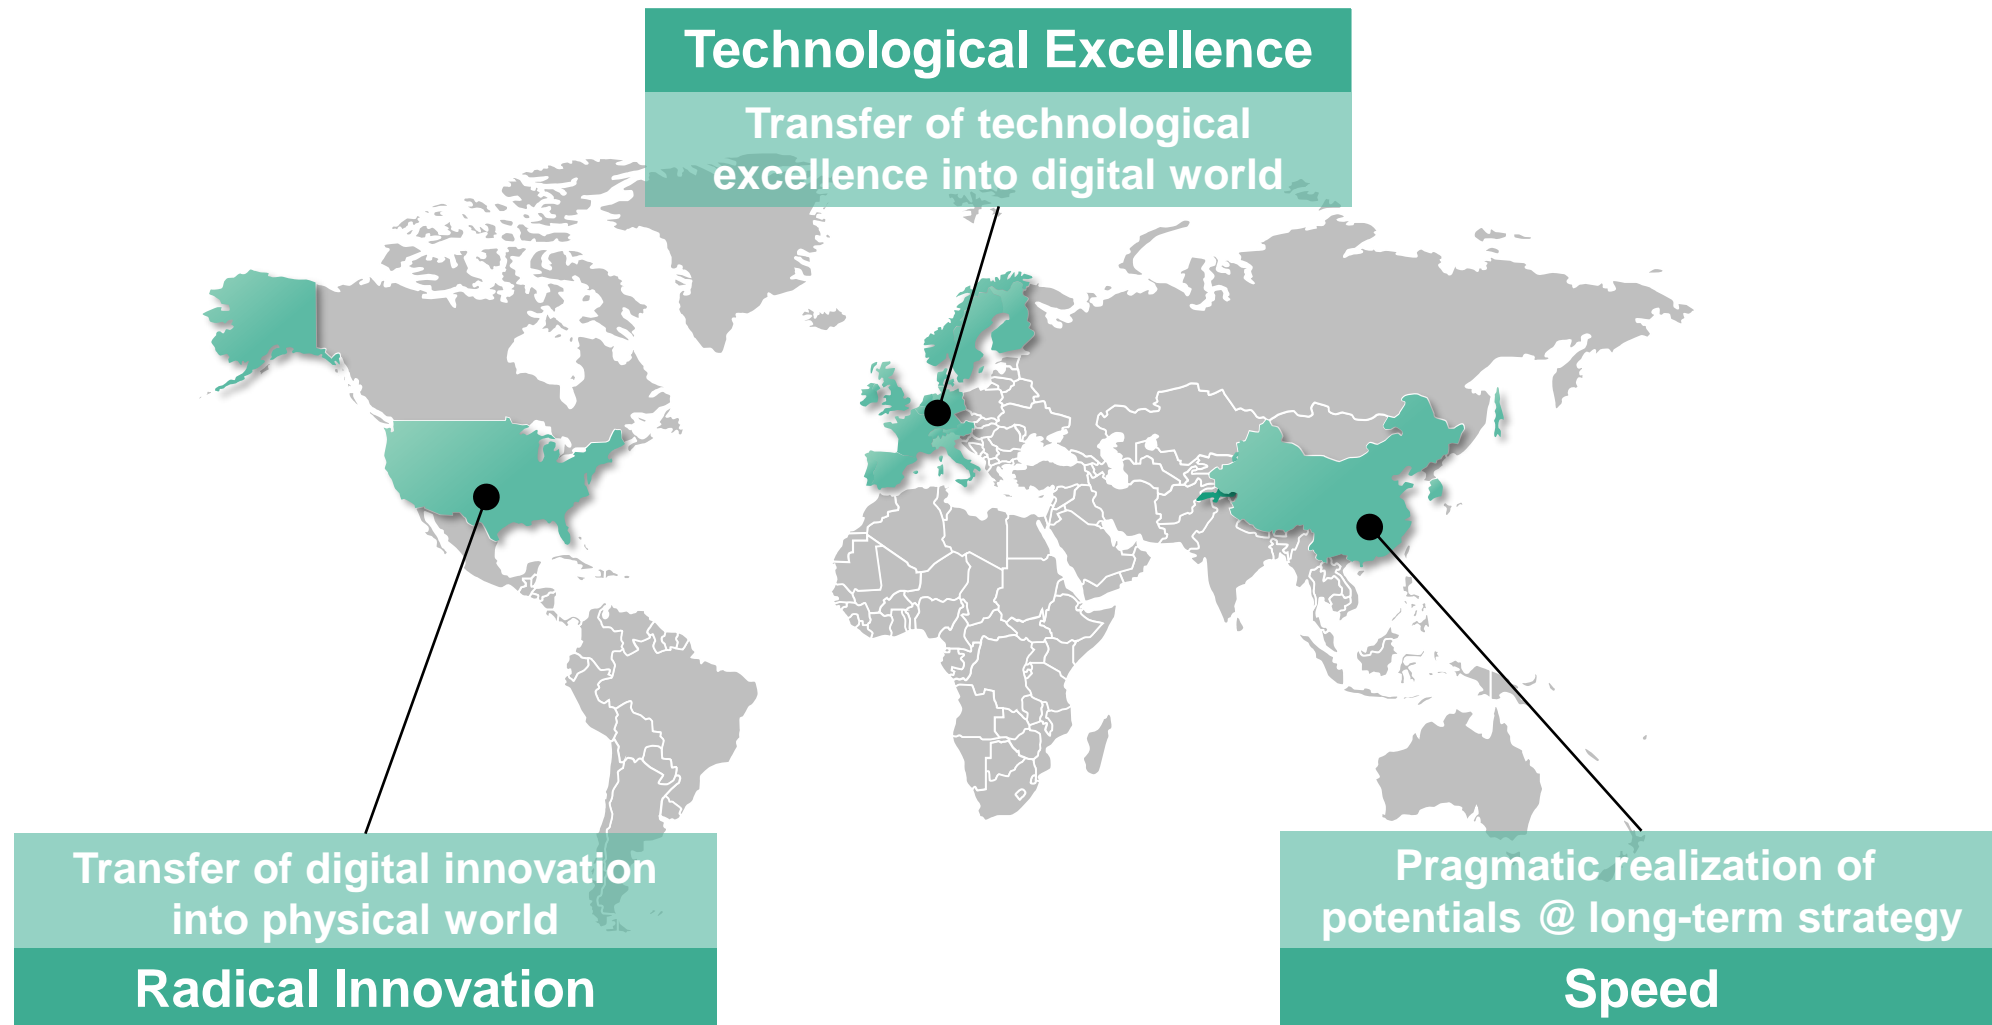 Technological Excellence
Transfer of technological
excellence into digital world
Transfer of digital innovation
into physical world
Radical Innovation
Pragmatic realization of
potentials @ long-term strategy
Speed